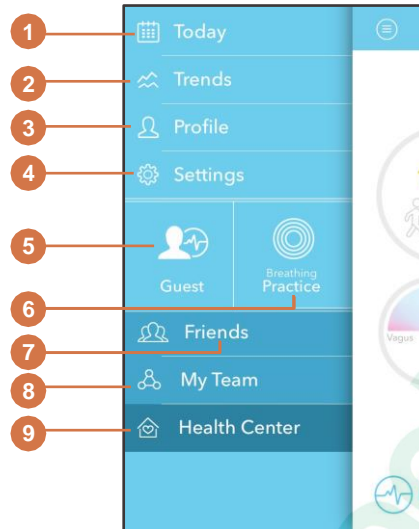 1 Today
2 Trends
3 Profile
4 Settings
5
Guest
Breathing
Practice
6
Friends
7
8 My Team
9 Health Center
Vagus